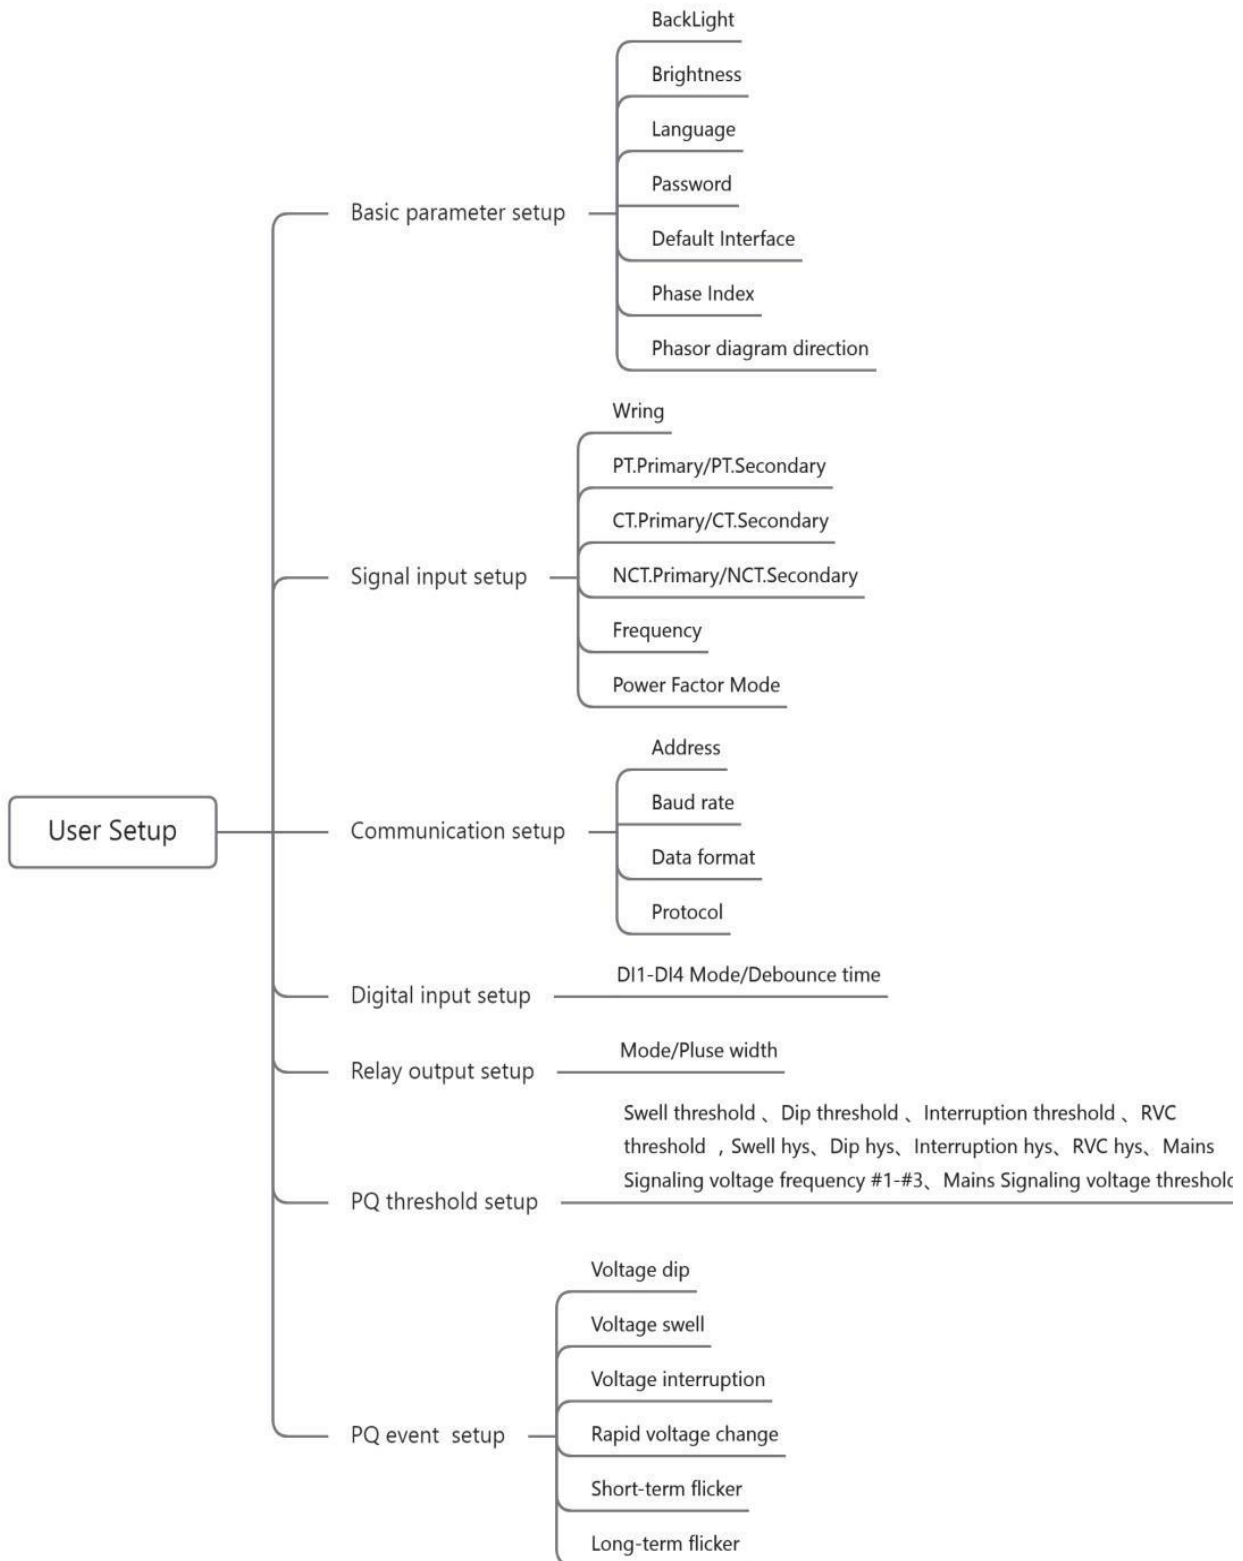 User Setup
Basic parameter setup
BackLight
Brightness
Language
Password
Default Interface
Phase Index
Phasor diagram direction
Signal input setup
Wring
PT.Primary/PT.Secondary
CT.Primary/CT.Secondary
NCT.Primary/NCT.Secondary
Frequency
Power Factor Mode
Communication setup
Address
Baud rate
Data format
Protocol
Digital input setup
DI1-DI4 Mode/Debounce time
Relay output setup
Mode/Pluse width
PQ threshold setup
Swell threshold 、Dip threshold 、Interruption threshold 、RVC
threshold ，Swell hys、Dip hys、Interruption hys、RVC hys、Mains
Signaling voltage frequency #1-#3、Mains Signaling voltage threshold
PQ event setup
Voltage dip
Voltage swell
Voltage interruption
Rapid voltage change
Short-term flicker
Long-term flicker